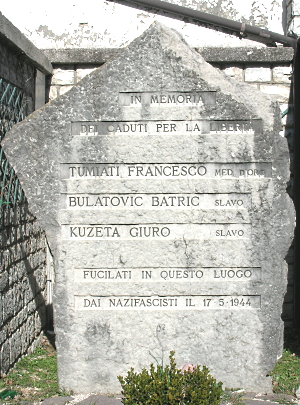 IN MEMORIA
DEI CADUTI PER LA LIBERTA
TUMIATI FRANCESCO MED. D'ORO
BULATOVIC BATRIC SLAVO
KUZETA GIURO SLAVO
FUCILATI IN QUESTO LUOGO
DAI NAZIFASCISTI IL 17·5·1944